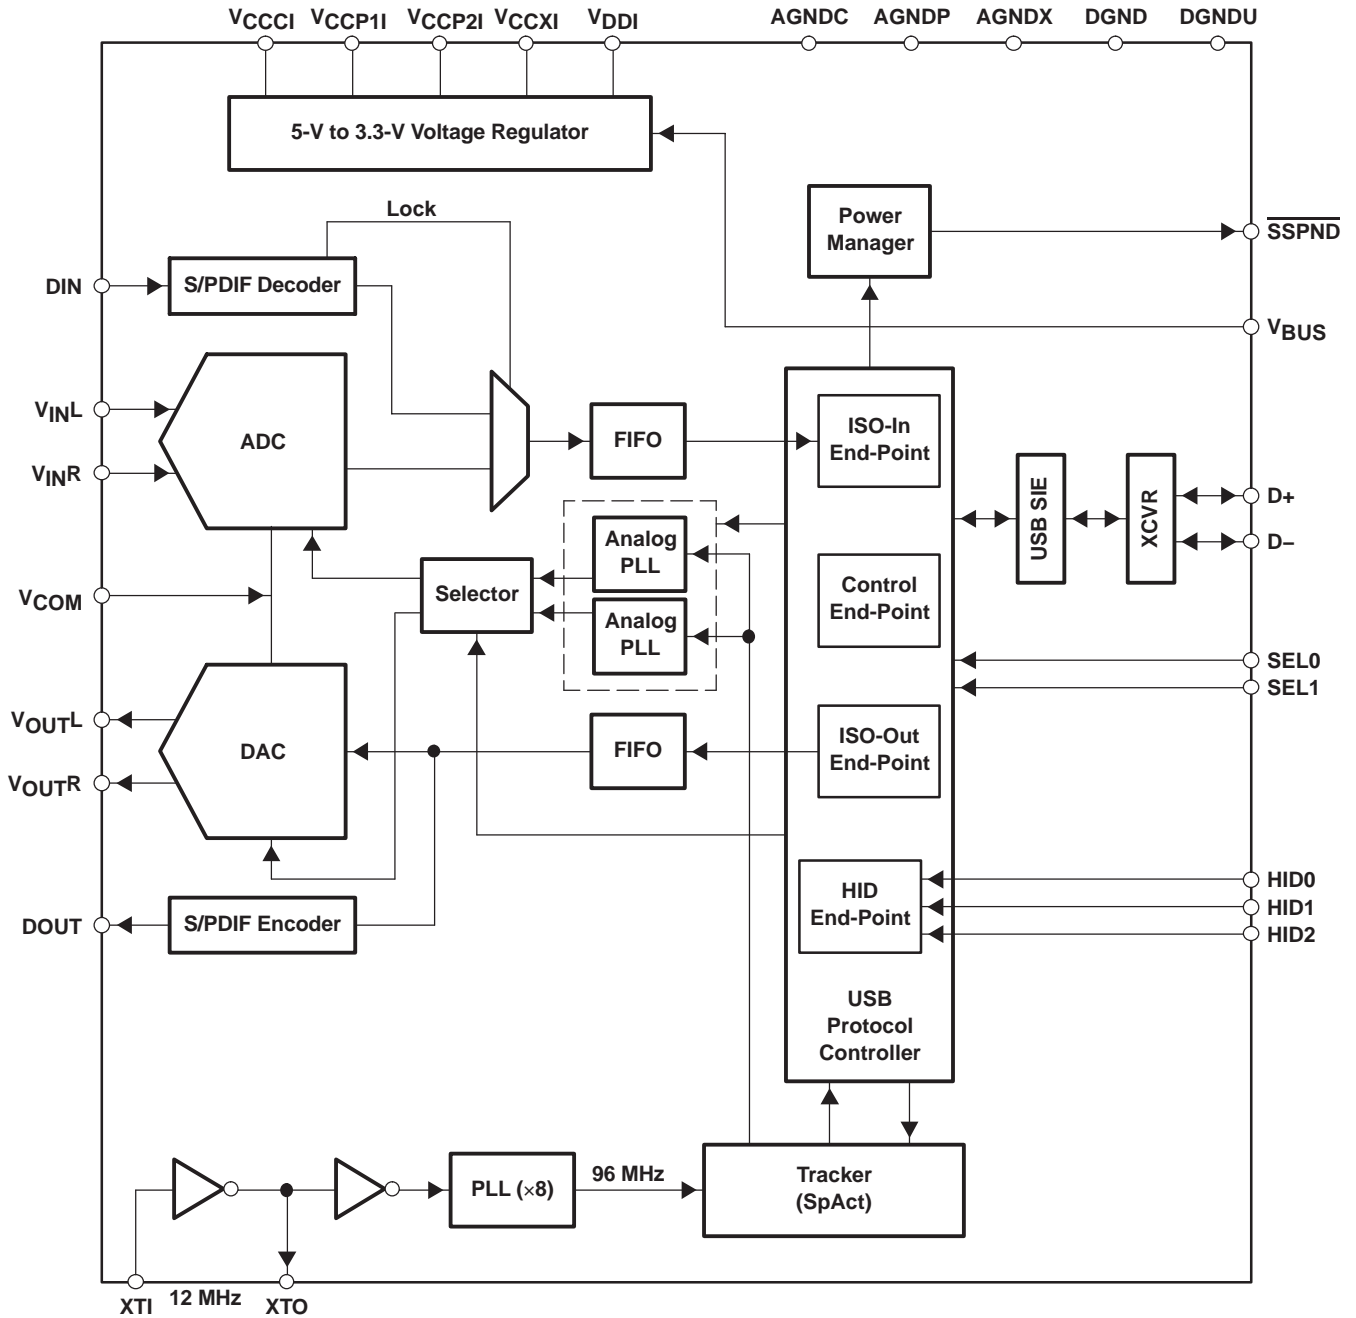 VCCCI VCCP1I VCCP2I VCCXI VDDI AGNDC AGNDP AGNDX DGND DGNDU
5-V to 3.3-V Voltage Regulator
Lock
Power
Manager
SSPND
DIN
S/PDIF Decoder
VBUS
VINL
VINR
ADC
FIFO
ISO-In
End-Point
USB SIE
XCVR
D+
D–
Analog
PLL
Selector
VCOM
Analog
PLL
Control
End-Point
SEL0
SEL1
VOUTL
VOUTR
DAC
FIFO
ISO-Out
End-Point
HID
End-Point
HID0
HID1
HID2
DOUT
S/PDIF Encoder
USB
Protocol
Controller
PLL (×8)
96 MHz
Tracker
(SpAct)
XTI
12 MHz
XTO